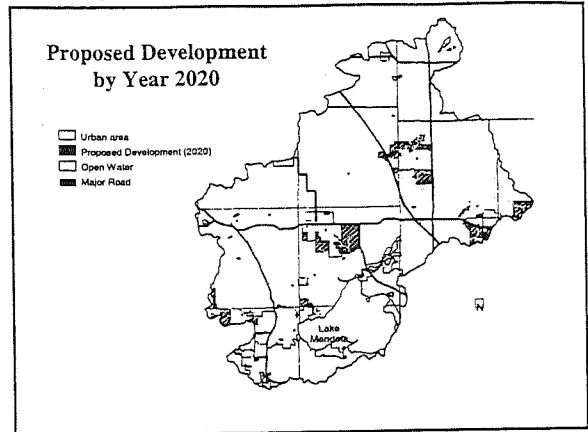 Proposed Development
by Year 2020
Urban area
Proposed Development (2020)
Open Water
Major Road
Lake
Mendota
N